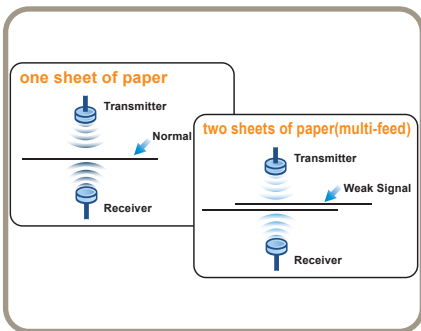 one sheet of paper
Transmitter
Normal
Receiver
two sheets of paper(multi-feed)
Transmitter
Weak Signal
Receiver